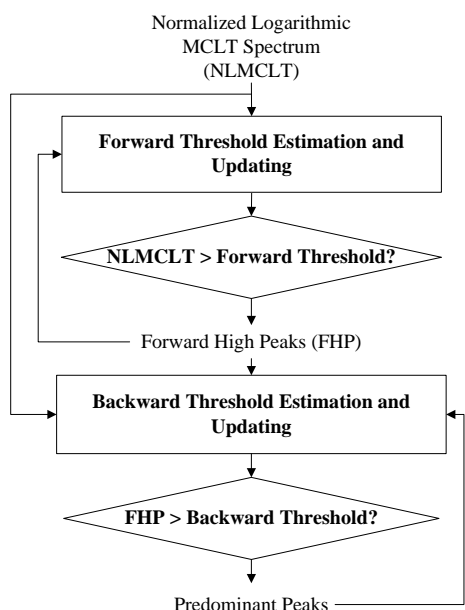 Normalized Logarithmic
MCLT Spectrum
(NLMCLT)
Forward Threshold Estimation and
Updating
NLMCLT > Forward Threshold?
Forward High Peaks (FHP)
Backward Threshold Estimation and
Updating
FHP > Backward Threshold?
Predominant Peaks